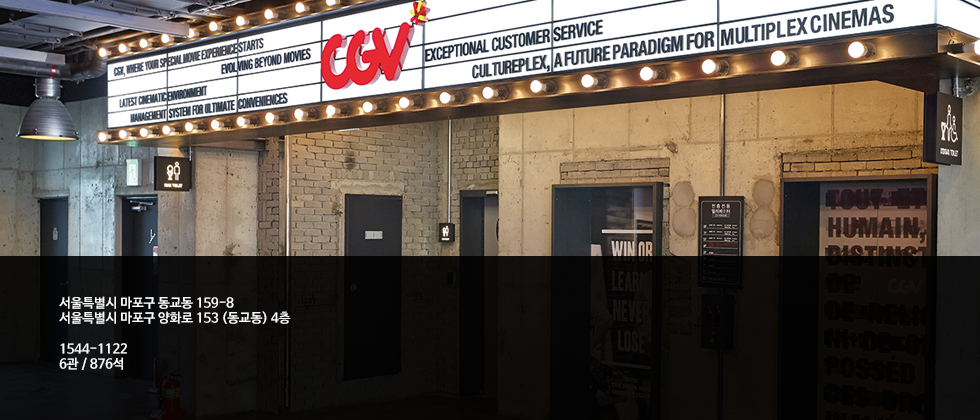 CGV, WHERE YOUR SPECIAL MOVIE EXPERIENCE STARTS
EVOLVING BEYOND MOVIES
LATEST CINEMATIC ENVIRONMENT
MANAGEMENT SYSTEM FOR ULTIMATE CONVENIENCES
CGV
EXCEPTIONAL CUSTOMER SERVICE
CULTUREPLEX, A FUTURE PARADIGM FOR MULTIPLEX CINEMAS
WIN OR
LEARN
NEVER
LOSE
HUMAIN,
DISTINCT
CGV
POSSÉD
서울특별시 마포구 동교동 159-8
서울특별시 마포구 양화로 153 (동교동) 4층
1544-1122
6관 / 876석